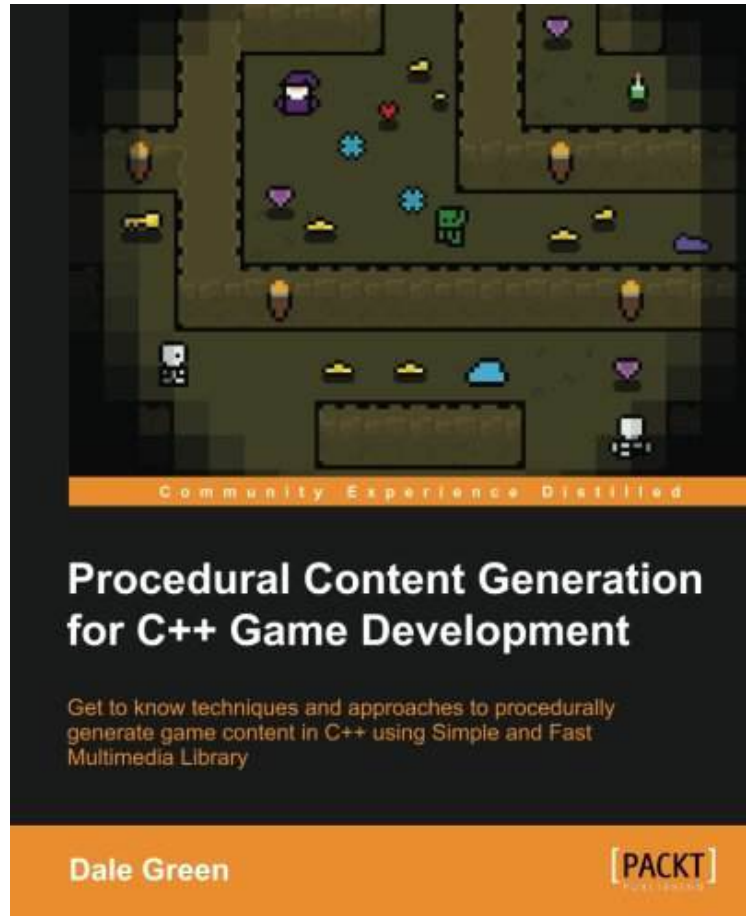 Community Experience Distilled
Procedural Content Generation
for C++ Game Development
Get to know techniques and approaches to procedurally
generate game content in C++ using Simple and Fast
Multimedia Library
Dale Green
[PACKT]
PUBLISHING